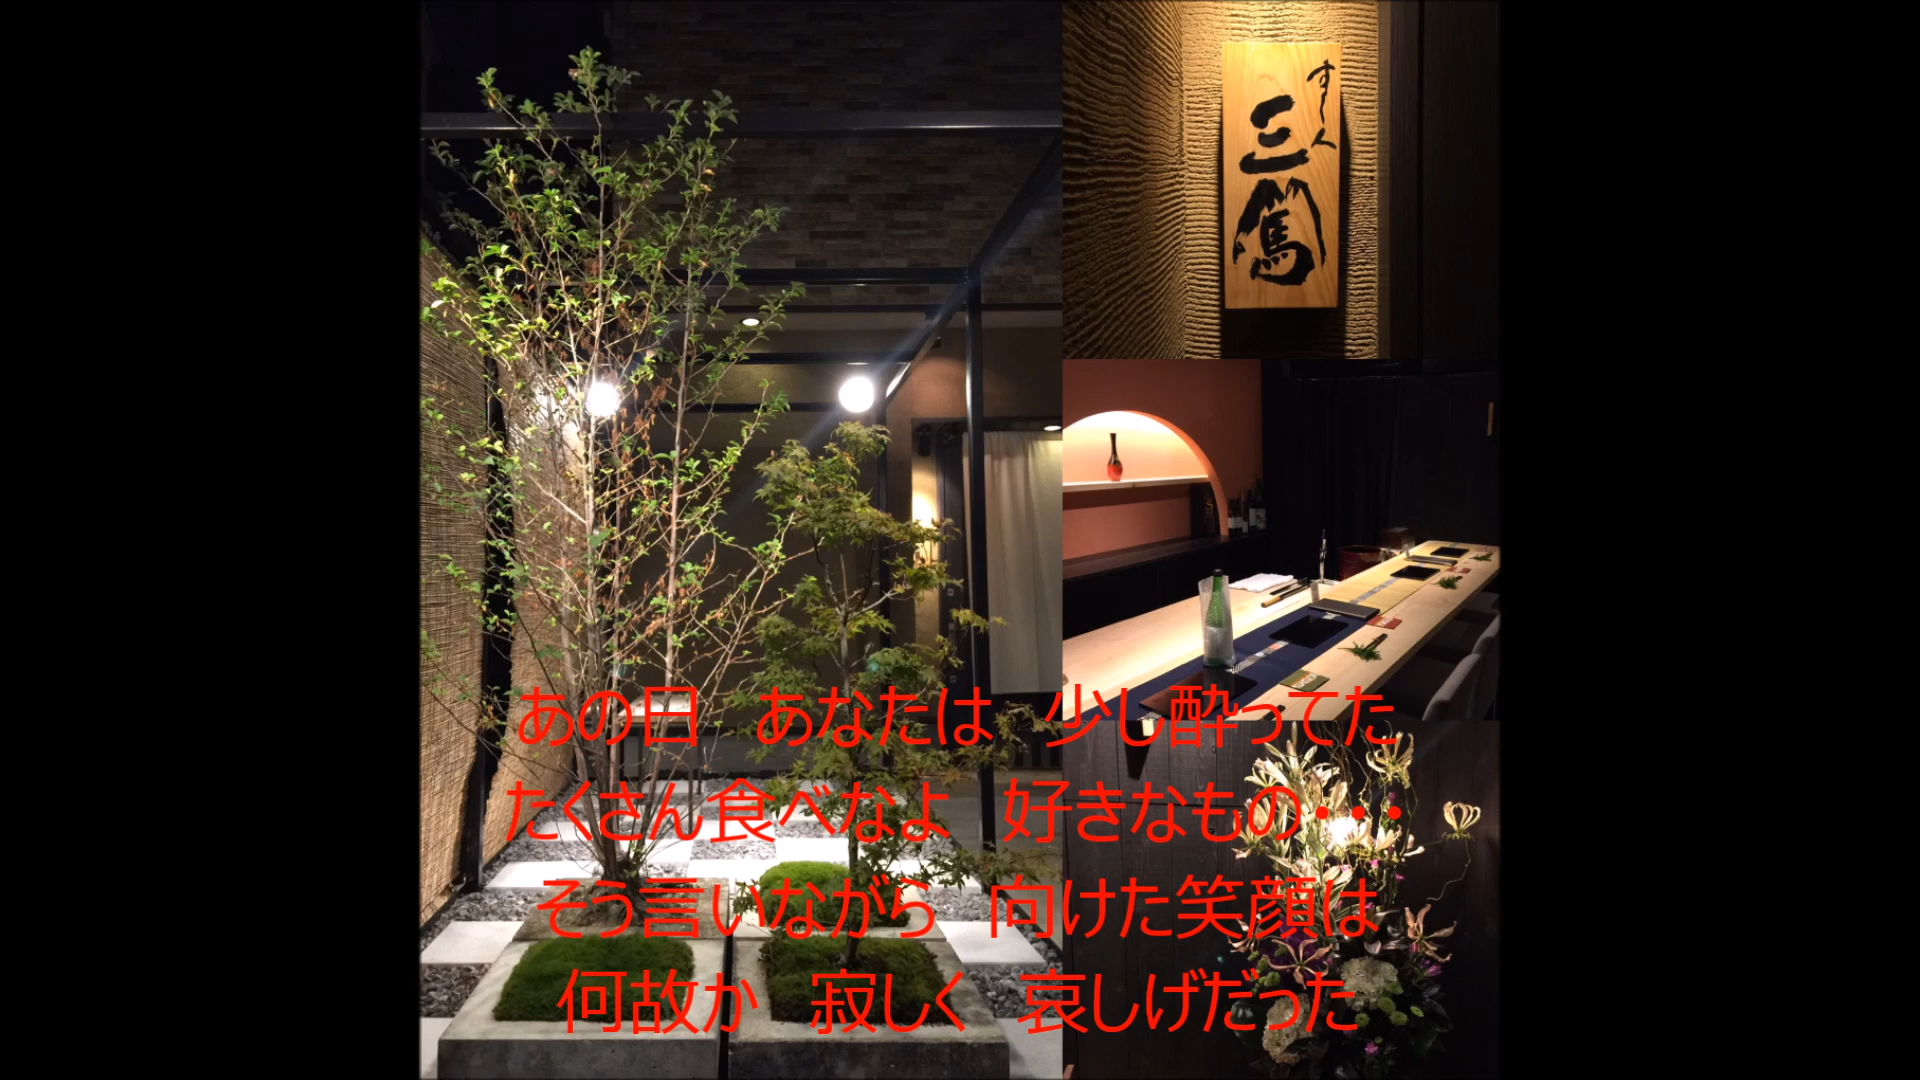 すし久
三篤
あの日　あなたは　少し酔ってた
たくさん食べなよ　好きなもの・・・
そう言いながら　向けた笑顔は
何故か　寂しく　哀しげだった